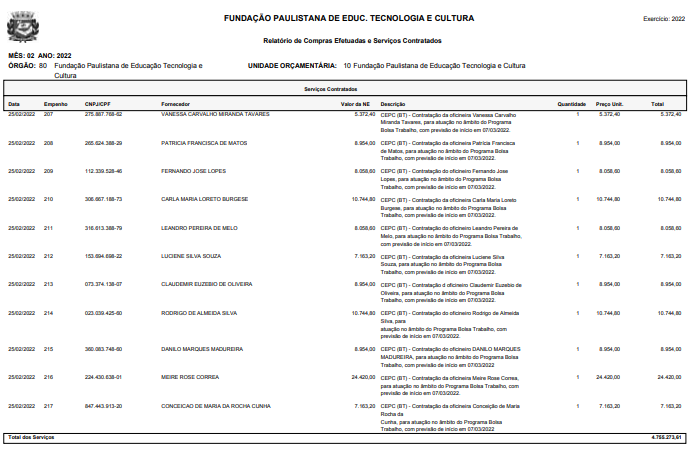 FUNDAÇÃO PAULISTANA DE EDUC. TECNOLOGIA E CULTURA
Exercício: 2022
Relatório de Compras Efetuadas e Serviços Contratados
MÊS: 02 ANO: 2022
ÓRGÃO: 80 Fundação Paulistana de Educação Tecnologia e Cultura
UNIDADE ORÇAMENTÁRIA: 10 Fundação Paulistana de Educação Tecnologia e Cultura
Serviços Contratados
Data Empenho CNPJ/CPF Fornecedor Valor da NE Descrição Quantidade Preço Unit. Total
25/02/2022 207 275.887.768-62 VANESSA CARVALHO MIRANDA TAVARES 5.372,40 CEPC (BT) - Contratação da oficineira Vanessa Carvalho 1 5.372,40 5.372,40
Miranda Tavares, para atuação no âmbito do Programa
Bolsa Trabalho, com previsão de início em 07/03/2022.
25/02/2022 208 265.624.388-29 PATRICIA FRANCISCA DE MATOS 8.954,00 CEPC (BT) - Contratação da oficineira Patrícia Francisca 1 8.954,00 8.954,00
de Matos, para atuação no âmbito do Programa Bolsa
Trabalho, com previsão de início em 07/03/2022.
25/02/2022 209 112.339.528-46 FERNANDO JOSE LOPES 8.058,60 CEPC (BT) - Contratação do oficineiro Fernando Jose 1 8.058,60 8.058,60
Lopes, para atuação no âmbito do Programa Bolsa
Trabalho, com previsão de início em 07/03/2022.
25/02/2022 210 306.667.188-73 CARLA MARIA LORETO BURGESE 10.744,80 CEPC (BT) - Contratação da oficineira Carla Maria Loreto 1 10.744,80 10.744,80
Burgese, para atuação no âmbito do Programa Bolsa
Trabalho, com previsão de início em 07/03/2022.
25/02/2022 211 316.613.388-79 LEANDRO PEREIRA DE MELO 8.058,60 CEPC (BT) - Contratação do oficineiro Leandro Pereira de 1 8.058,60 8.058,60
Melo, para atuação no âmbito do Programa Bolsa Trabalho,
com previsão de início em 07/03/2022.
25/02/2022 212 153.694.698-22 LUCIENE SILVA SOUZA 7.163,20 CEPC (BT) - Contratação da oficineira Luciene Silva 1 7.163,20 7.163,20
Souza, para atuação no âmbito do Programa Bolsa
Trabalho, com previsão de início em 07/03/2022.
25/02/2022 213 073.374.138-07 CLAUDEMIR EUZEBIO DE OLIVEIRA 8.954,00 CEPC (BT) - Contratação d oficineiro Claudemir Euzebio de 1 8.954,00 8.954,00
Oliveira, para atuação no âmbito do Programa Bolsa
Trabalho, com previsão de início em 07/03/2022.
25/02/2022 214 023.039.425-60 RODRIGO DE ALMEIDA SILVA 10.744,80 CEPC (BT) - Contratação do oficineiro Rodrigo de Almeida 1 10.744,80 10.744,80
Silva, para
atuação no âmbito do Programa Bolsa Trabalho, com
previsão de início em 07/03/2022.
25/02/2022 215 360.083.748-60 DANILO MARQUES MADUREIRA 8.954,00 CEPC (BT) - Contratação do oficineiro DANILO MARQUES 1 8.954,00 8.954,00
MADUREIRA, para atuação no âmbito do Programa Bolsa
Trabalho, com previsão de início em 07/03/2022.
25/02/2022 216 224.430.638-01 MEIRE ROSE CORREA 24.420,00 CEPC (BT) - Contratação da oficineira Meire Rose Correa, 1 24.420,00 24.420,00
para atuação no âmbito do Programa Bolsa Trabalho, com
previsão de início em 07/03/2022.
25/02/2022 217 847.443.913-20 CONCEICAO DE MARIA DA ROCHA CUNHA 7.163,20 CEPC (BT) - Contratação da oficineira Conceição de Maria 1 7.163,20 7.163,20
Rocha da
Cunha, para atuação no âmbito do Programa Bolsa
Trabalho, com previsão de início em 07/03/2022
Total dos Serviços 4.755.273,61